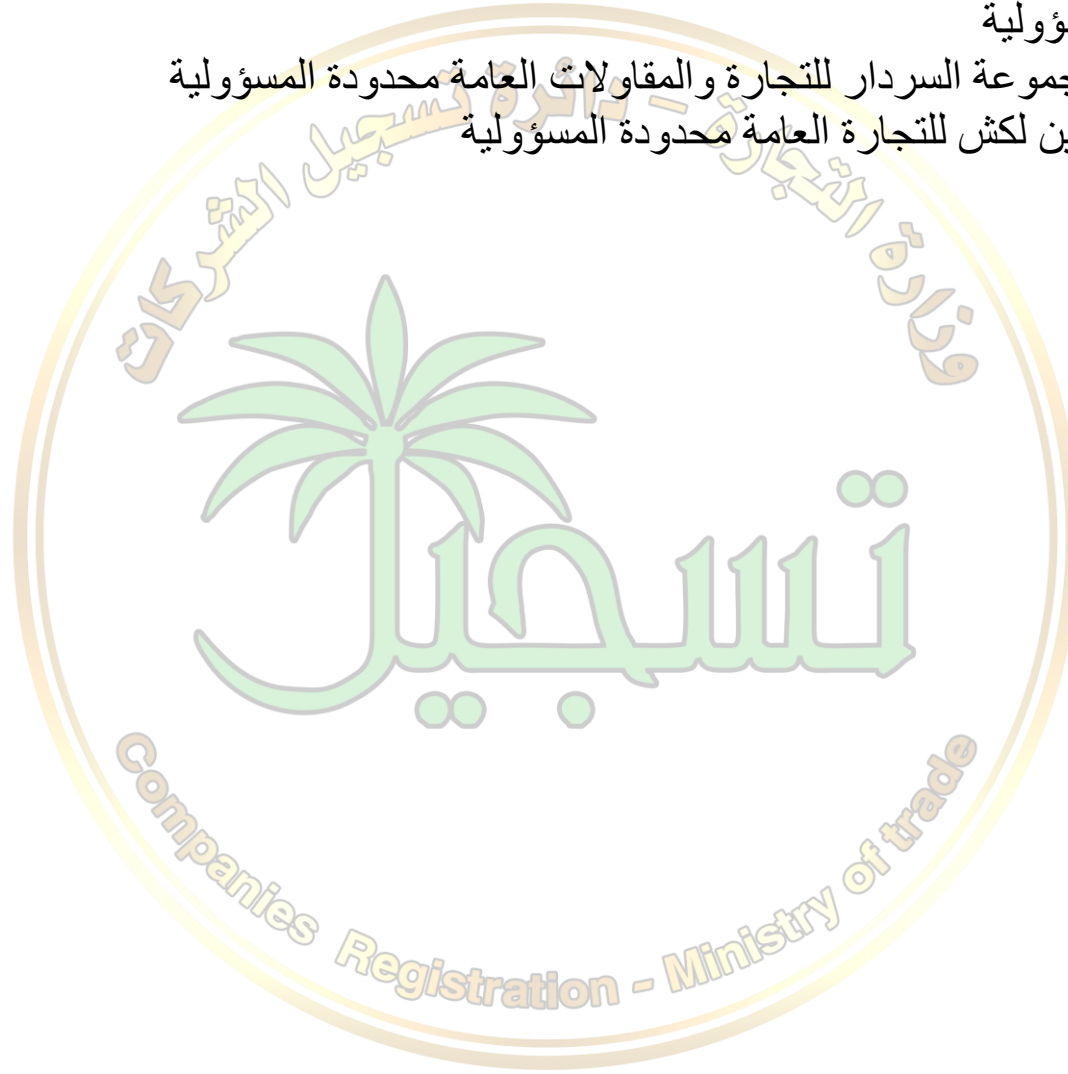 ؤولية
جموعة السردار للتجارة والمقاولات العامة محدودة المسؤولية
ين لكش للتجارة العامة محدودة المسؤولية
وزارة التجارة - دائرة تسجيل الشركات
تسجيل
Companies Registration - Ministry of trade